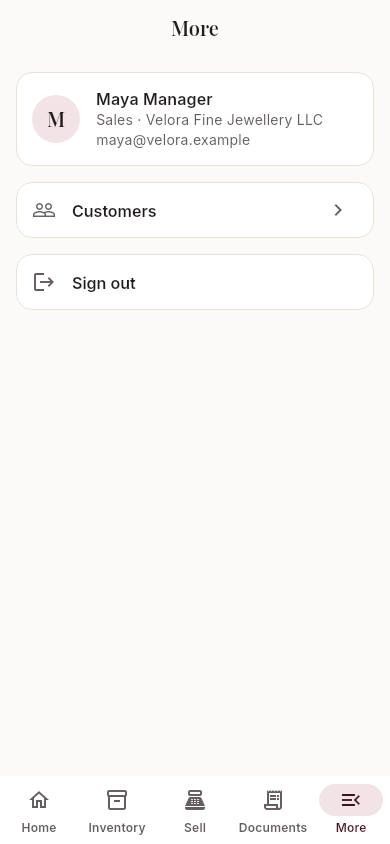 More
M
Maya Manager
Sales · Velora Fine Jewellery LLC
maya@velora.example
Customers
Sign out
Home
Inventory
Sell
Documents
More